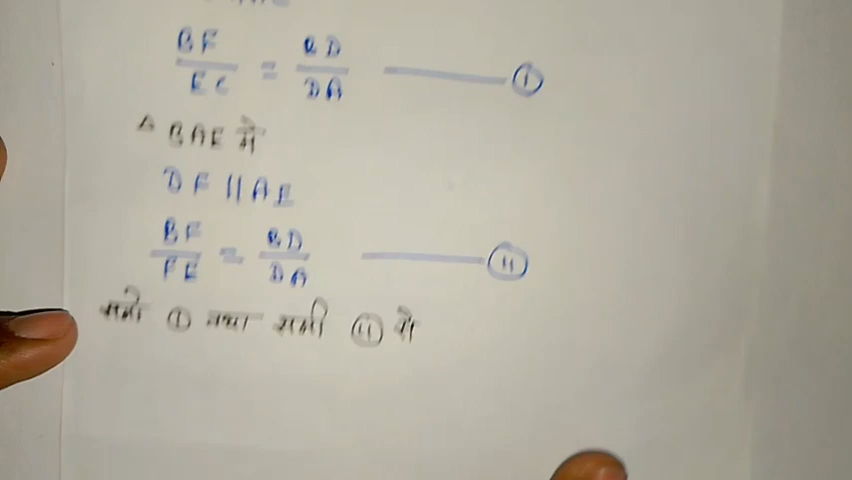 BF/EC = BD/DA ——— (I)
△ BAE में
DF || AE
BF/FE = BD/DA ——— (II)
समी (I) तथा समी (II) से